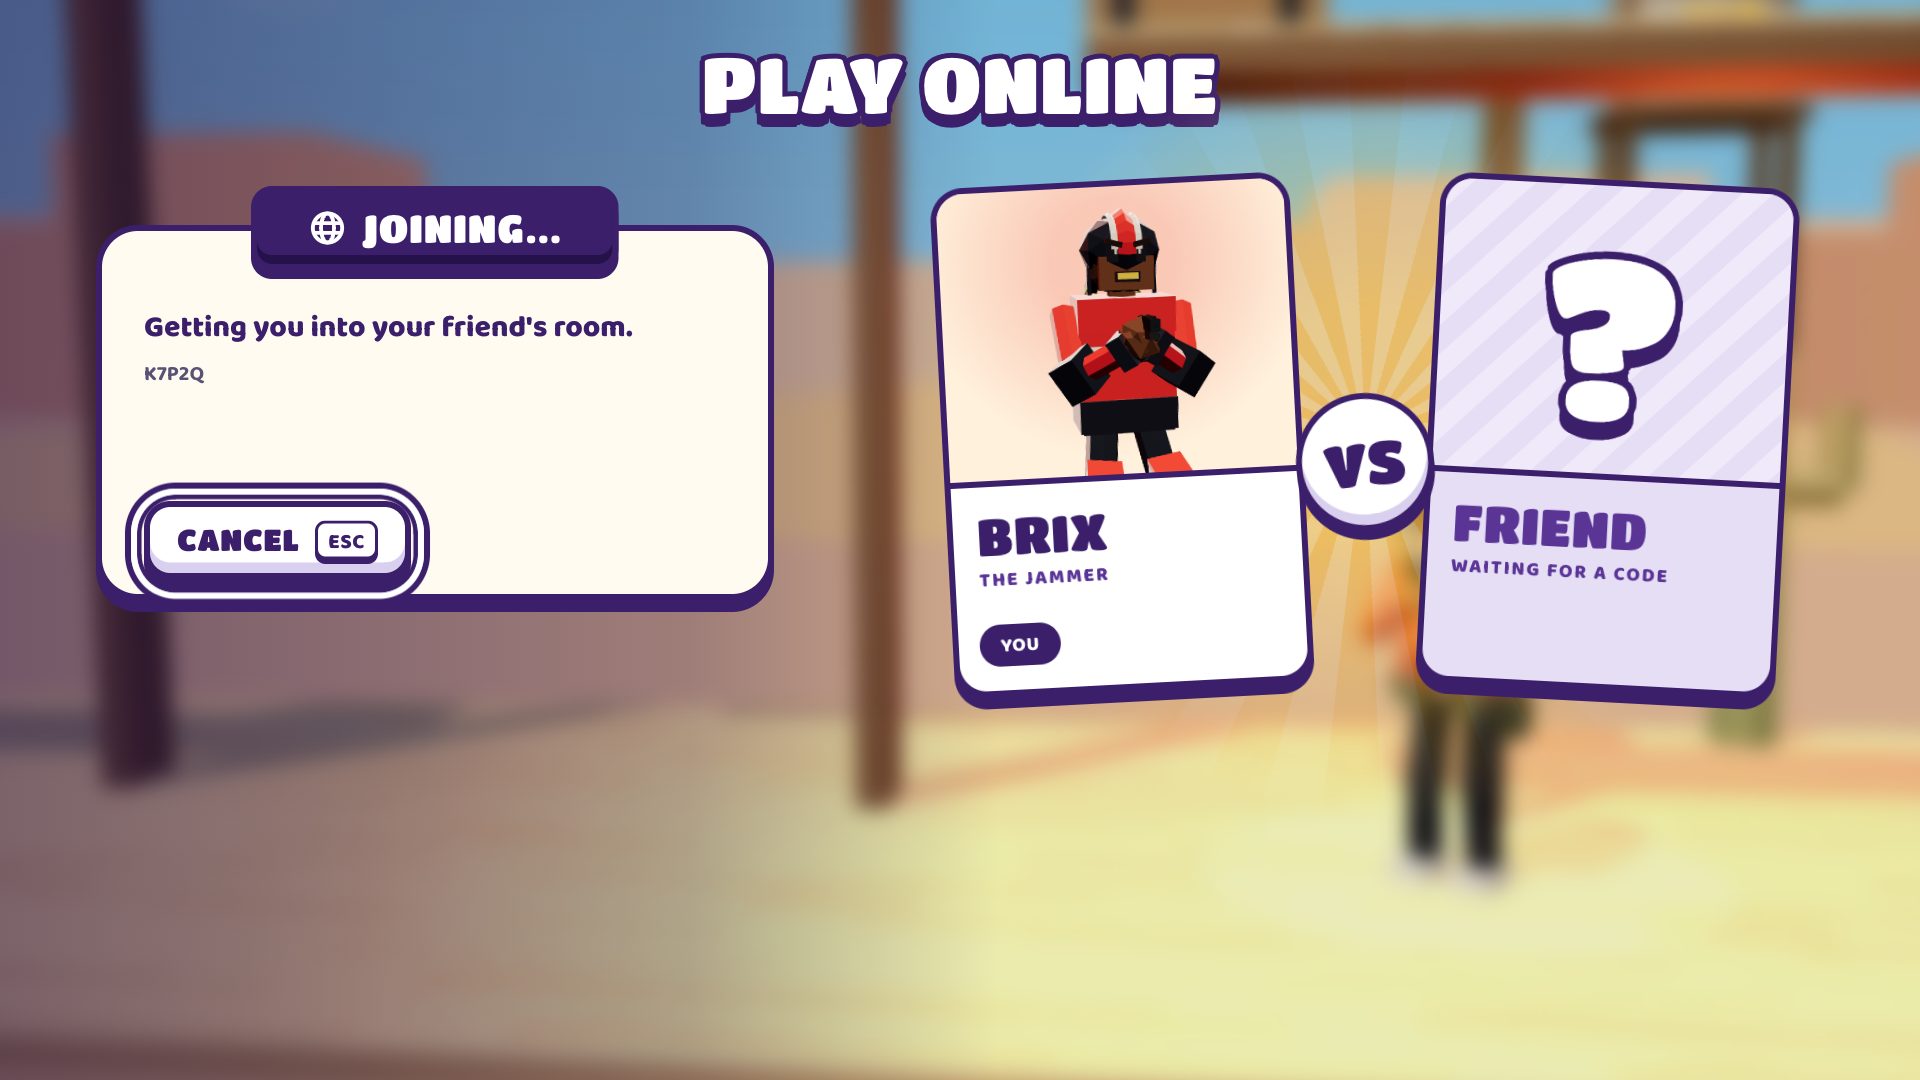 PLAY ONLINE
JOINING...
Getting you into your friend's room.
K7P2Q
CANCEL ESC
BRIX
THE JAMMER
YOU
VS
?
FRIEND
WAITING FOR A CODE